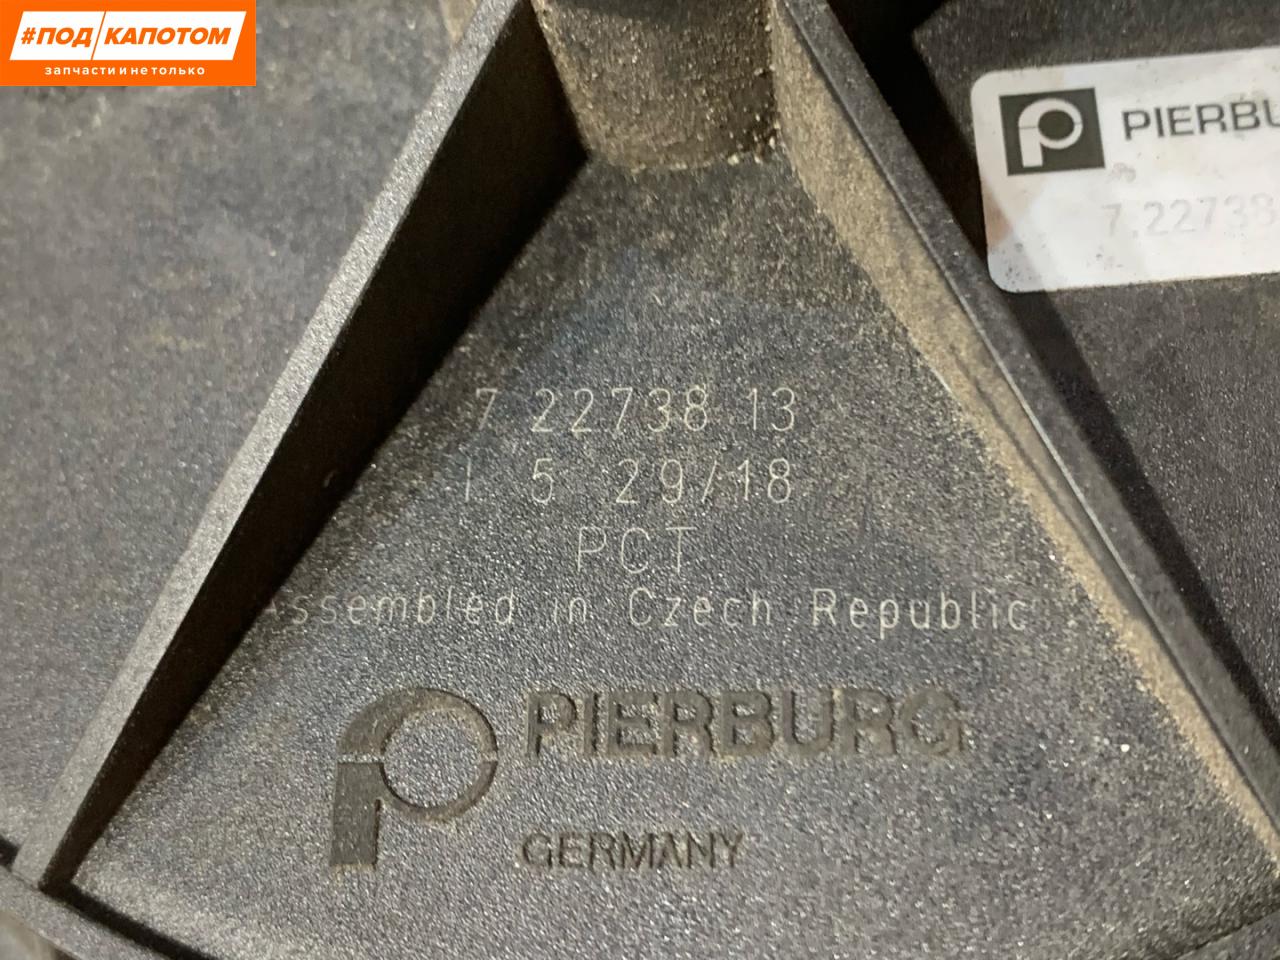 #ПОД КАПОТОМ
запчасти и не только
PIERBU
7.22738
7 22738 13
L 5 29/18
PCT
Assembled in Czech Republic
PIERBURG
GERMANY